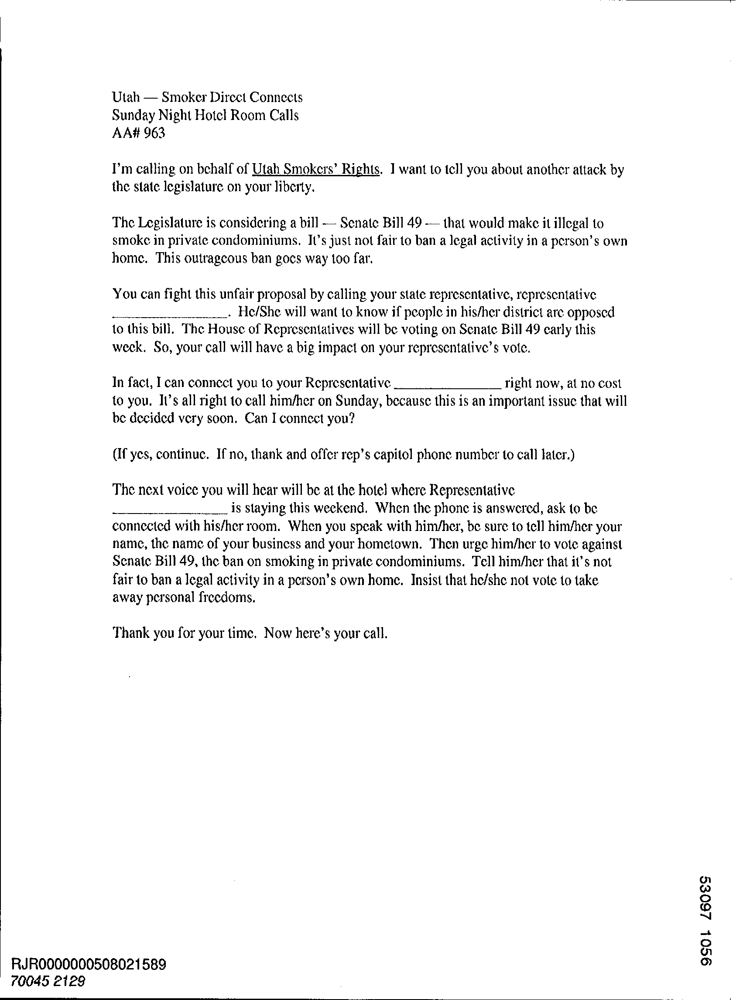 Utah — Smoker Direct Connects
Sunday Night Hotel Room Calls
AA# 963
I'm calling on behalf of Utah Smokers' Rights. I want to tell you about another attack by
the state legislature on your liberty.
The Legislature is considering a bill — Senate Bill 49 — that would make it illegal to
smoke in private condominiums. It's just not fair to ban a legal activity in a person's own
home. This outrageous ban goes way too far.
You can fight this unfair proposal by calling your state representative, representative
________________. He/She will want to know if people in his/her district are opposed
to this bill. The House of Representatives will be voting on Senate Bill 49 early this
week. So, your call will have a big impact on your representative's vote.
In fact, I can connect you to your Representative _______________ right now, at no cost
to you. It's all right to call him/her on Sunday, because this is an important issue that will
be decided very soon. Can I connect you?
(If yes, continue. If no, thank and offer rep's capitol phone number to call later.)
The next voice you will hear will be at the hotel where Representative
________________ is staying this weekend. When the phone is answered, ask to be
connected with his/her room. When you speak with him/her, be sure to tell him/her your
name, the name of your business and your hometown. Then urge him/her to vote against
Senate Bill 49, the ban on smoking in private condominiums. Tell him/her that it's not
fair to ban a legal activity in a person's own home. Insist that he/she not vote to take
away personal freedoms.
Thank you for your time. Now here's your call.
53097 1056
RJR0000000508021589
70045 2129